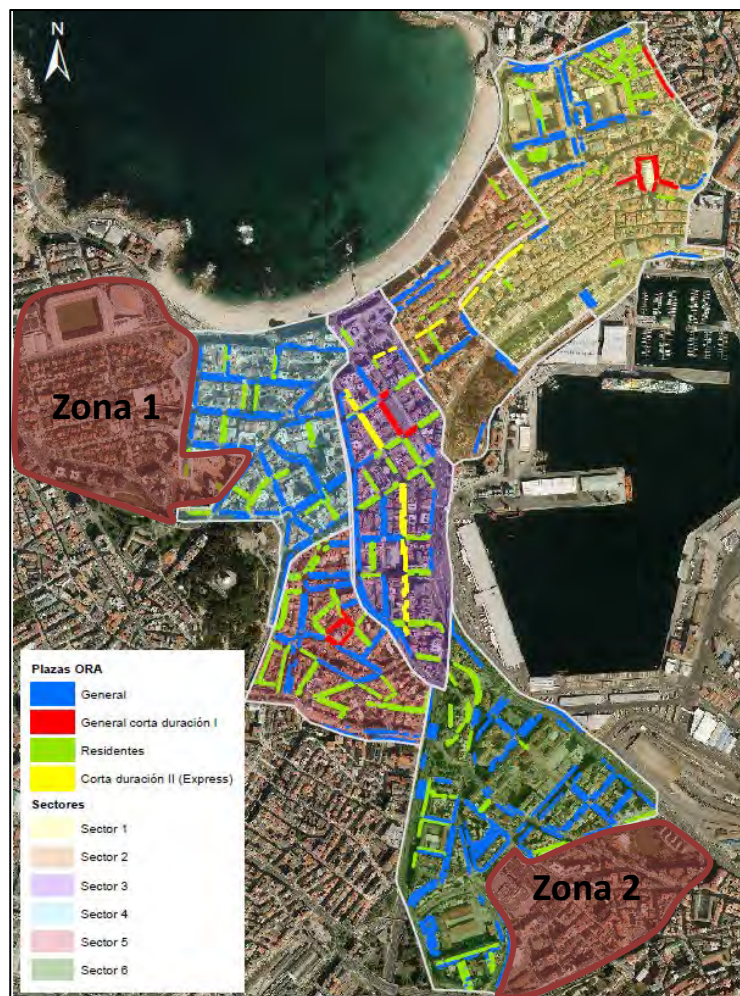 N
Zona 1
Zona 2
Plazas ORA
General
General corta duración I
Residentes
Corta duración II (Express)
Sectores
Sector 1
Sector 2
Sector 3
Sector 4
Sector 5
Sector 6